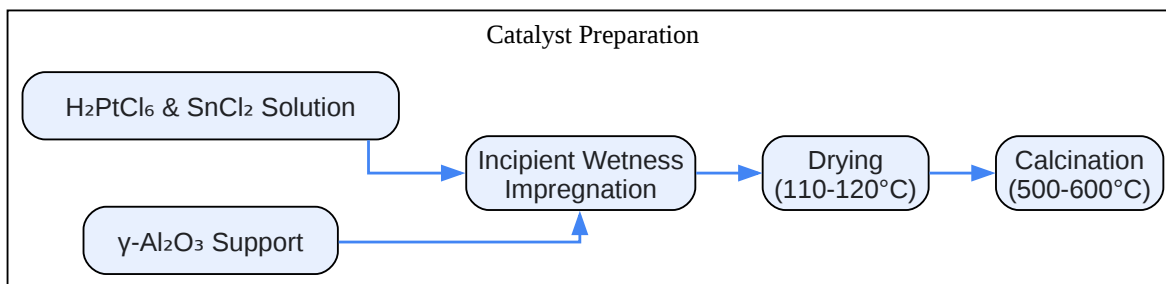 Catalyst Preparation
H₂PtCl₆ & SnCl₂ Solution
Incipient Wetness
Impregnation
Drying
(110-120°C)
Calcination
(500-600°C)
γ-Al₂O₃ Support